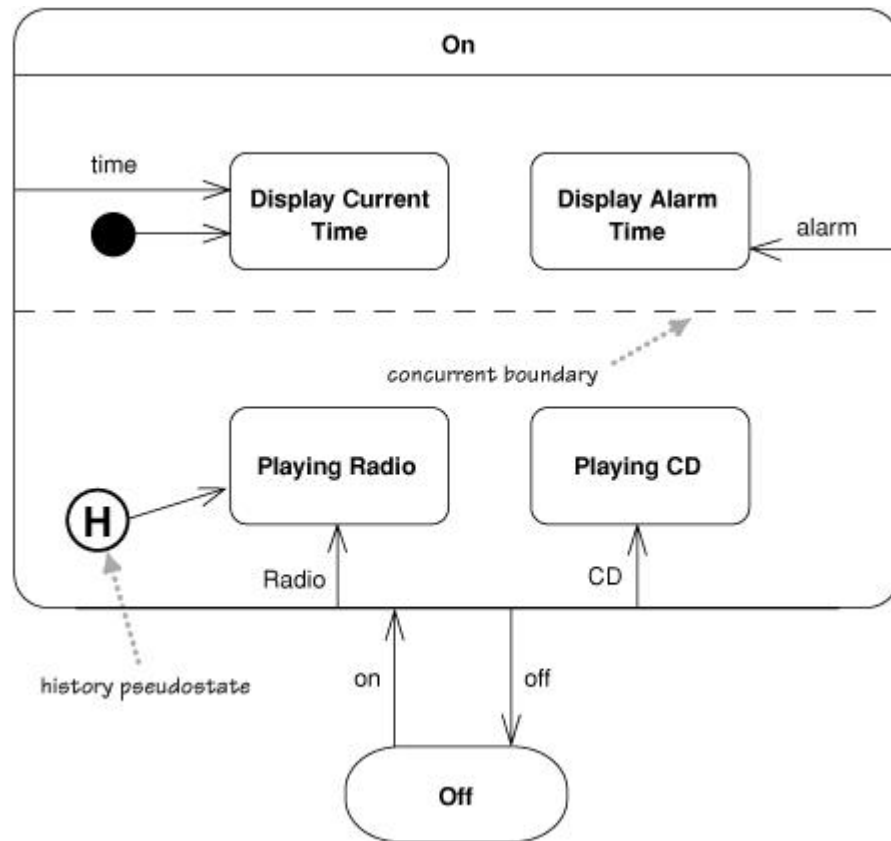 On
time
Display Current
Time
Display Alarm
Time
alarm
concurrent boundary
Playing Radio
Playing CD
H
Radio
CD
history pseudostate
on
off
Off